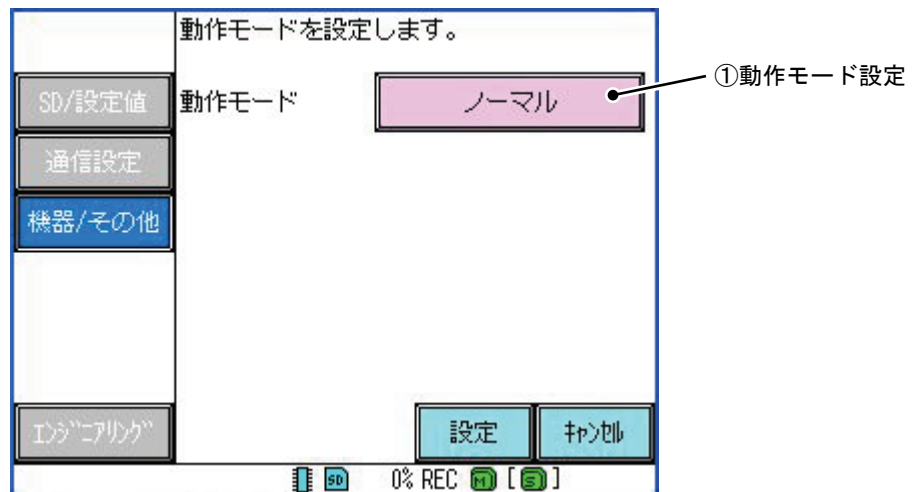 動作モードを設定します。
SD/設定値
動作モード
ノーマル
①動作モード設定
通信設定
機器/その他
ｴﾝｼﾞﾆｱﾘﾝｸﾞ
設定
ｷｬﾝｾﾙ
SD
0% REC M [S]